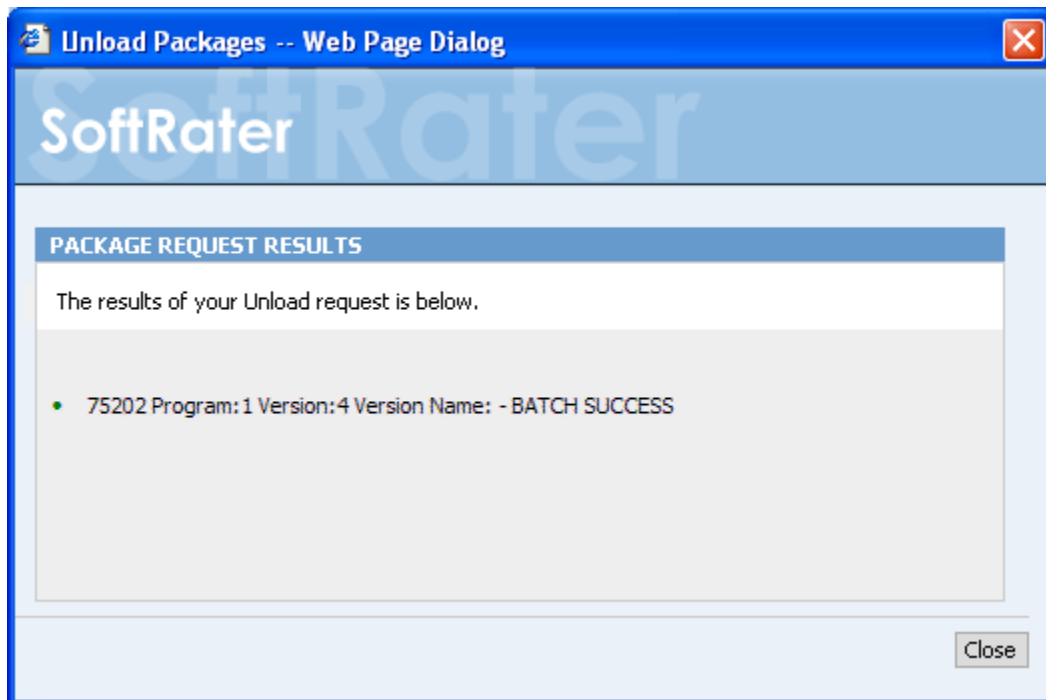 Unload Packages -- Web Page Dialog
SoftRater
SoftRater
PACKAGE REQUEST RESULTS
The results of your Unload request is below.
• 75202 Program:1 Version:4 Version Name: - BATCH SUCCESS
Close